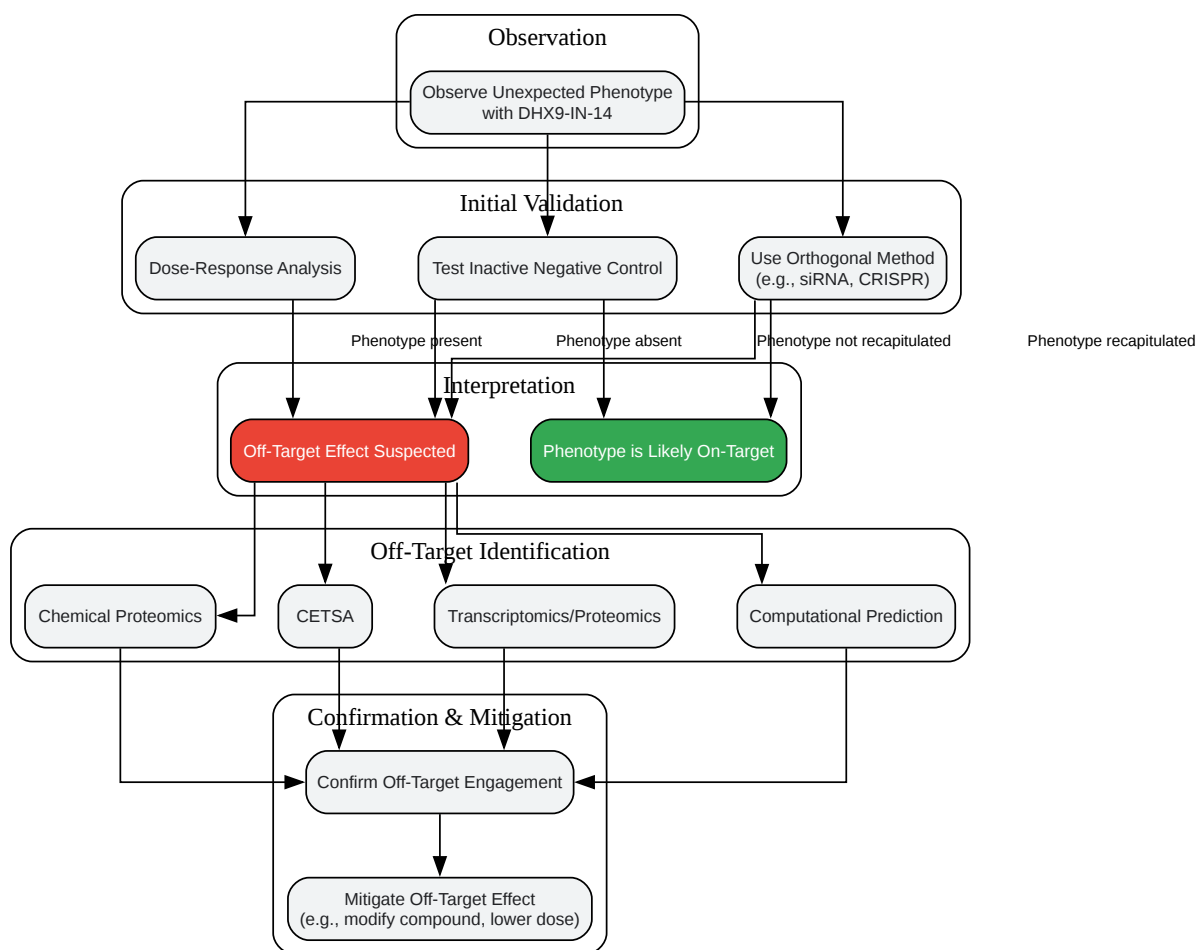 Observation
Observe Unexpected Phenotype
with DHX9-IN-14
Initial Validation
Dose-Response Analysis
Test Inactive Negative Control
Use Orthogonal Method
(e.g., siRNA, CRISPR)
Phenotype present
Phenotype absent
Phenotype not recapitulated
Phenotype recapitulated
Interpretation
Off-Target Effect Suspected
Phenotype is Likely On-Target
Off-Target Identification
Chemical Proteomics
CETSA
Transcriptomics/Proteomics
Computational Prediction
Confirmation & Mitigation
Confirm Off-Target Engagement
Mitigate Off-Target Effect
(e.g., modify compound, lower dose)